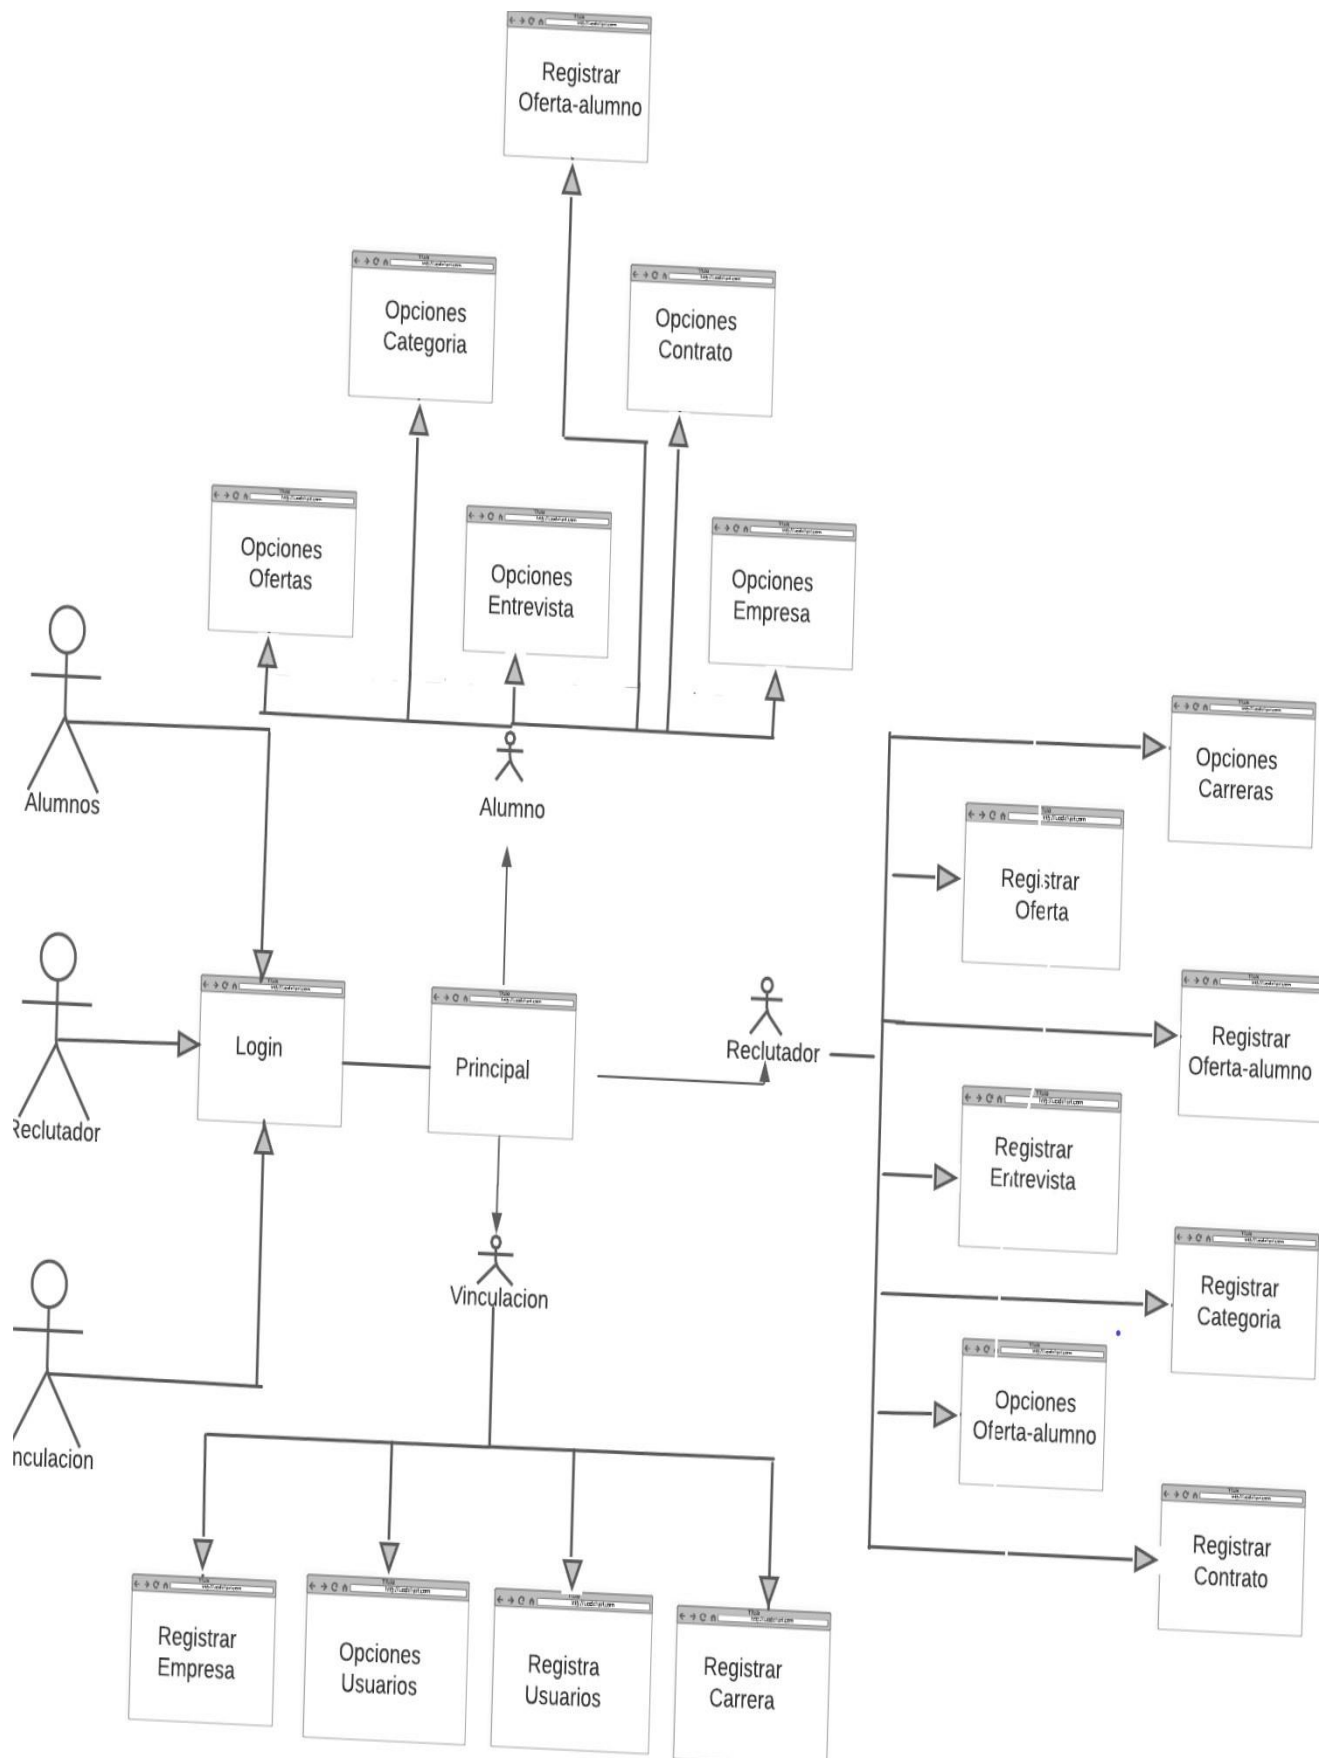 Registrar
Oferta-alumno
Opciones
Categoria
Opciones
Contrato
Opciones
Ofertas
Opciones
Entrevista
Opciones
Empresa
Alumnos
Alumno
Opciones
Carreras
Registrar
Oferta
Reclutador
Login
Principal
Reclutador
Registrar
Oferta-alumno
Registrar
Entrevista
Vinculacion
Registrar
Categoria
nculacion
Opciones
Oferta-alumno
Registrar
Contrato
Registrar
Empresa
Opciones
Usuarios
Registra
Usuarios
Registrar
Carrera